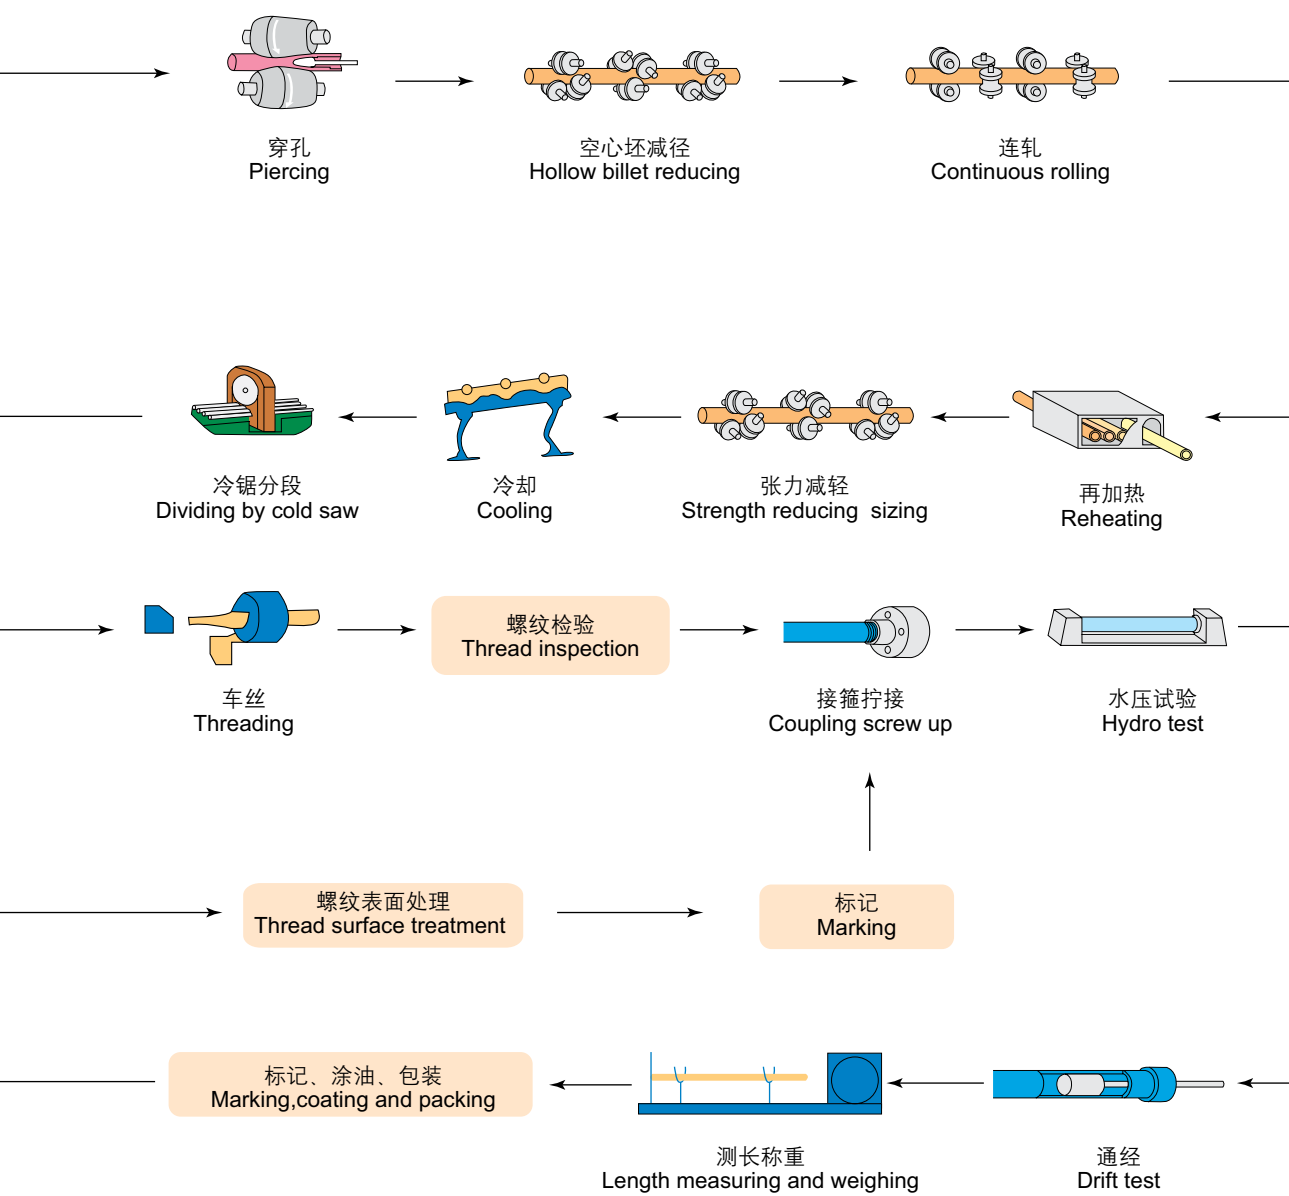 穿孔
Piercing
空心坯减径
Hollow billet reducing
连轧
Continuous rolling
冷锯分段
Dividing by cold saw
冷却
Cooling
张力减轻
Strength reducing sizing
再加热
Reheating
车丝
Threading
螺纹检验
Thread inspection
接箍拧接
Coupling screw up
水压试验
Hydro test
螺纹表面处理
Thread surface treatment
标记
Marking
标记、涂油、包装
Marking,coating and packing
测长称重
Length measuring and weighing
通经
Drift test